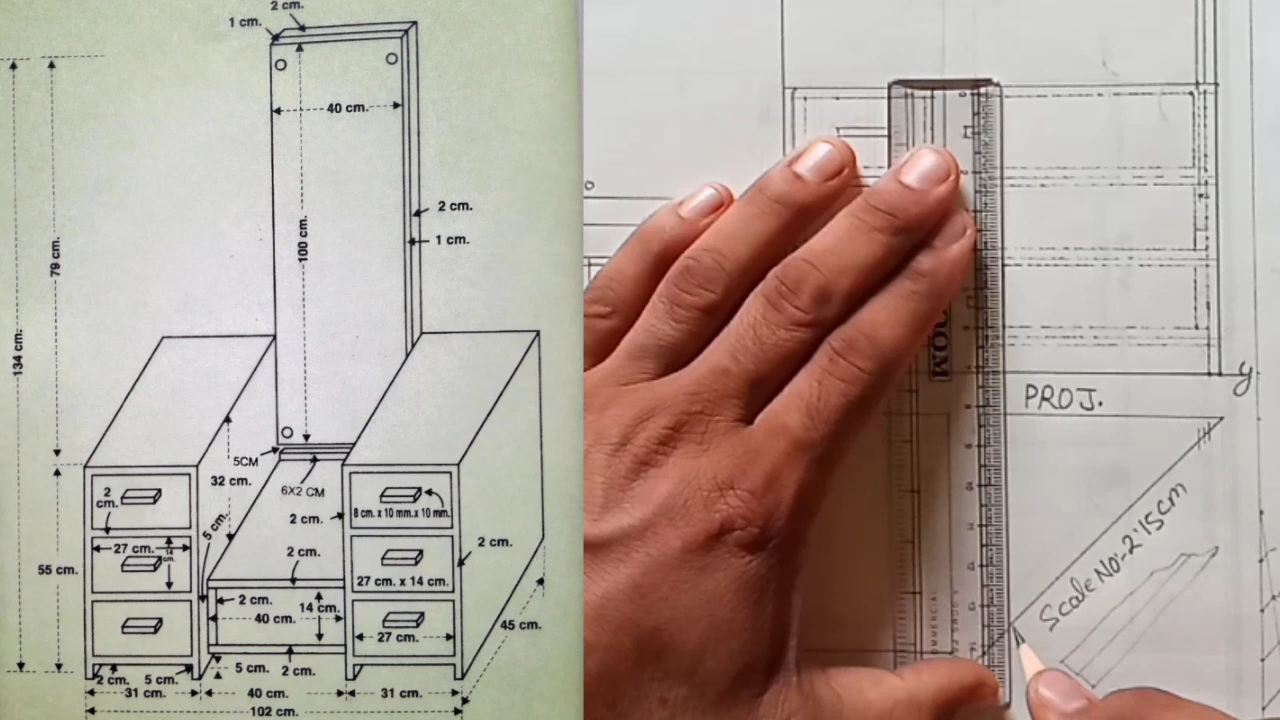 2 cm.
1 cm.
40 cm.
2 cm.
1 cm.
100 cm.
79 cm.
134 cm.
5CM
32 cm.
6X2 CM
2 cm.
8 cm. x 10 mm. x 10 mm.
2 cm.
5 cm.
27 cm.
14 cm.
2 cm.
2 cm.
55 cm.
27 cm. x 14 cm.
2 cm.
14 cm.
40 cm.
27 cm.
45 cm.
2 cm.
5 cm.
5 cm.
2 cm.
31 cm.
40 cm.
31 cm.
102 cm.
y
PROJ.
Scale No:-2"15cm